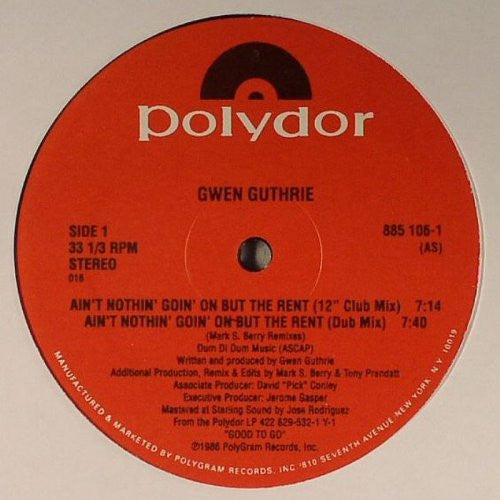 polydor
GWEN GUTHRIE
SIDE 1
33 1/3 RPM
STEREO
016
885 106-1
(AS)
AIN'T NOTHIN' GOIN' ON BUT THE RENT (12" Club Mix) 7:14
AIN'T NOTHIN' GOIN' ON BUT THE RENT (Dub Mix) 7:40
(Mark S. Berry Remixes)
Dum Di Dum Music (ASCAP)
Written and produced by Gwen Guthrie
Additional Production, Remix & Edits by Mark S. Berry & Tony Prendatt
Associate Producer: David "Pick" Conley
Executive Producer: Jerome Gasper
Mastered at Sterling Sound by Jose Rodriguez
From the Polydor LP 422 829-532-1 Y-1
"GOOD TO GO"
℗1986 PolyGram Records, Inc.
MANUFACTURED & MARKETED BY POLYGRAM RECORDS, INC. 810 SEVENTH AVENUE, NEW YORK, N.Y. 10019